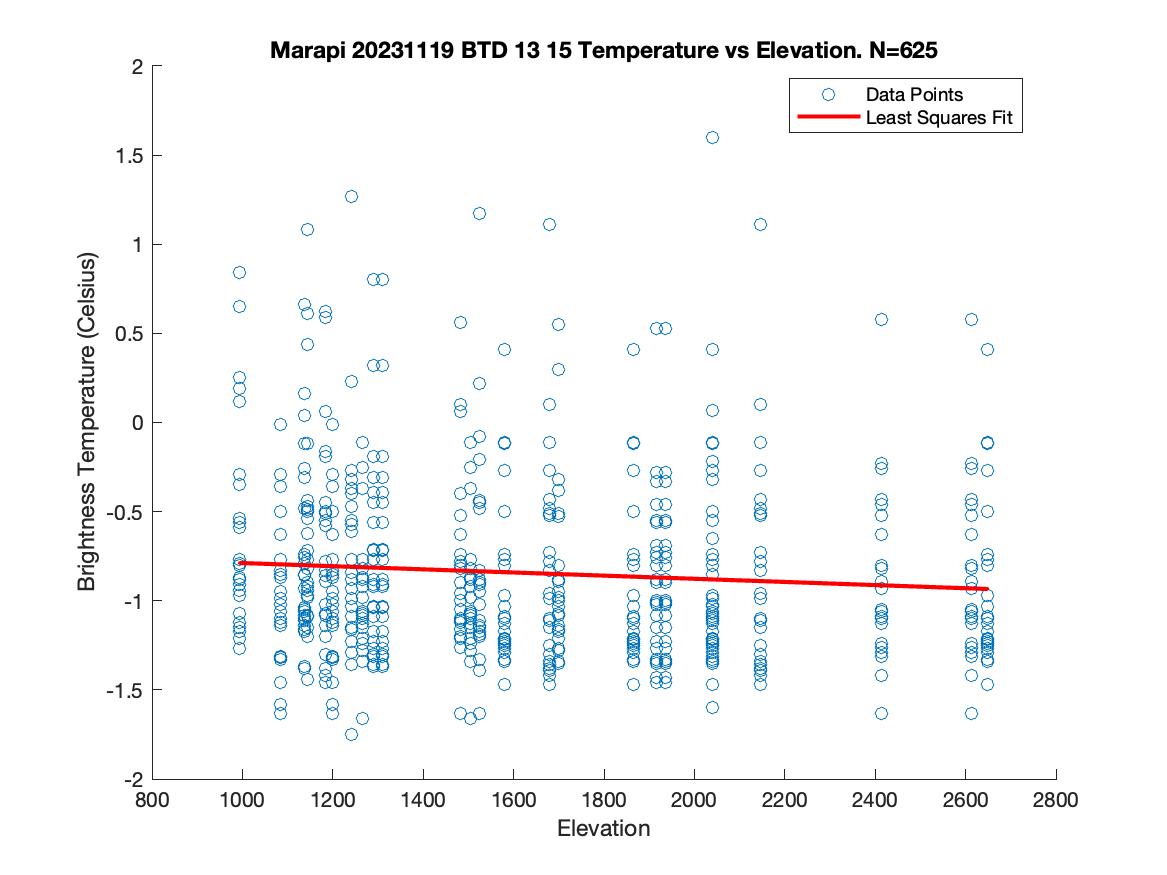 Marapi 20231119 BTD 13 15 Temperature vs Elevation. N=625
Data Points
Least Squares Fit
Brightness Temperature (Celsius)
2
1.5
1
0.5
0
-0.5
-1
-1.5
-2
800 1000 1200 1400 1600 1800 2000 2200 2400 2600 2800
Elevation